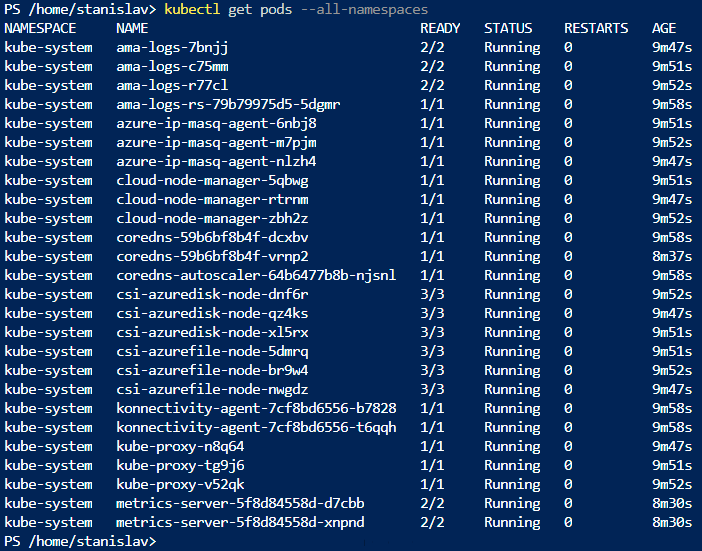 PS /home/stanislav> kubectl get pods --all-namespaces
NAMESPACE NAME READY STATUS RESTARTS AGE
kube-system ama-logs-7bnjj 2/2 Running 0 9m47s
kube-system ama-logs-c75mm 2/2 Running 0 9m51s
kube-system ama-logs-r77cl 2/2 Running 0 9m52s
kube-system ama-logs-rs-79b79975d5-5dgmr 1/1 Running 0 9m58s
kube-system azure-ip-masq-agent-6nbj8 1/1 Running 0 9m51s
kube-system azure-ip-masq-agent-m7pjm 1/1 Running 0 9m52s
kube-system azure-ip-masq-agent-nlzh4 1/1 Running 0 9m47s
kube-system cloud-node-manager-5qbwg 1/1 Running 0 9m51s
kube-system cloud-node-manager-rtrnm 1/1 Running 0 9m47s
kube-system cloud-node-manager-zbh2z 1/1 Running 0 9m52s
kube-system coredns-59b6bf8b4f-dcxbv 1/1 Running 0 9m58s
kube-system coredns-59b6bf8b4f-vrnp2 1/1 Running 0 8m37s
kube-system coredns-autoscaler-64b6477b8b-njsnl 1/1 Running 0 9m58s
kube-system csi-azuredisk-node-dnf6r 3/3 Running 0 9m52s
kube-system csi-azuredisk-node-qz4ks 3/3 Running 0 9m47s
kube-system csi-azuredisk-node-xl5rx 3/3 Running 0 9m51s
kube-system csi-azurefile-node-5dmrq 3/3 Running 0 9m51s
kube-system csi-azurefile-node-br9w4 3/3 Running 0 9m52s
kube-system csi-azurefile-node-nwgdz 3/3 Running 0 9m47s
kube-system konnectivity-agent-7cf8bd6556-b7828 1/1 Running 0 9m58s
kube-system konnectivity-agent-7cf8bd6556-t6qqh 1/1 Running 0 9m58s
kube-system kube-proxy-n8q64 1/1 Running 0 9m47s
kube-system kube-proxy-tg9j6 1/1 Running 0 9m51s
kube-system kube-proxy-v52qk 1/1 Running 0 9m52s
kube-system metrics-server-5f8d84558d-d7cbb 2/2 Running 0 8m30s
kube-system metrics-server-5f8d84558d-xnpnd 2/2 Running 0 8m30s
PS /home/stanislav>